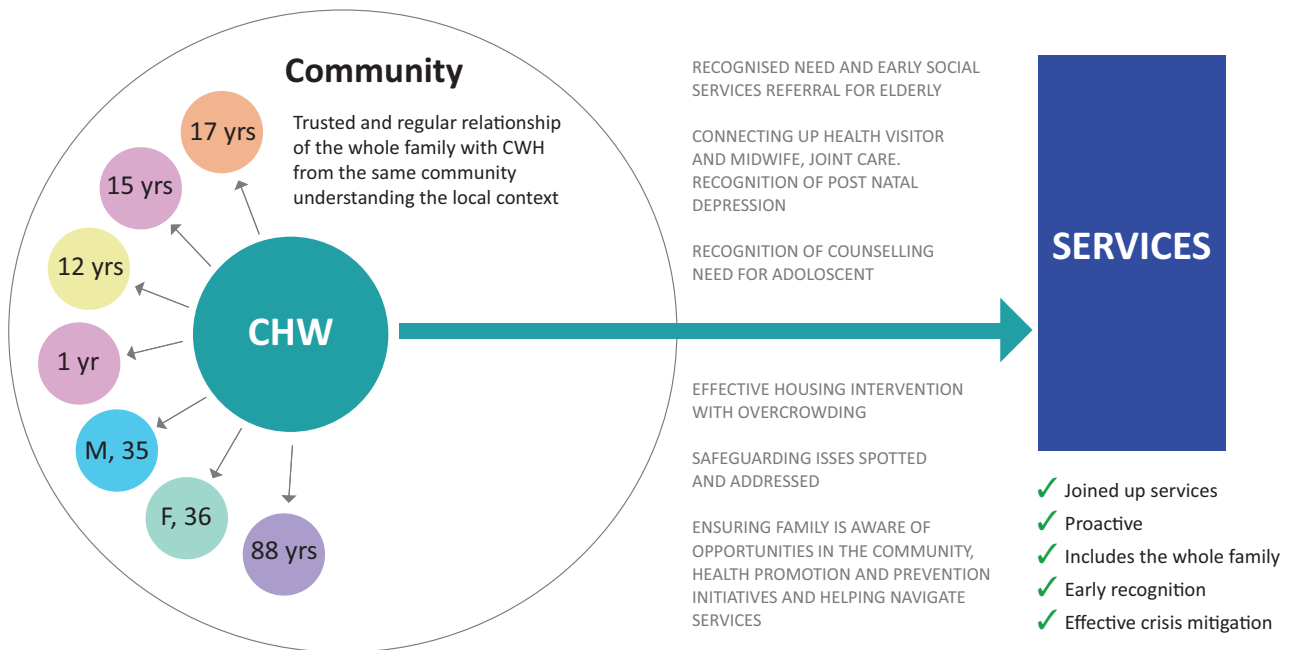 Community
Trusted and regular relationship
of the whole family with CWH
from the same community
understanding the local context
17 yrs
15 yrs
12 yrs
1 yr
M, 35
F, 36
88 yrs
CHW
RECOGNISED NEED AND EARLY SOCIAL
SERVICES REFERRAL FOR ELDERLY
CONNECTING UP HEALTH VISITOR
AND MIDWIFE, JOINT CARE.
RECOGNITION OF POST NATAL
DEPRESSION
RECOGNITION OF COUNSELLING
NEED FOR ADOLOSCENT
EFFECTIVE HOUSING INTERVENTION
WITH OVERCROWDING
SAFEGUARDING ISSES SPOTTED
AND ADDRESSED
ENSURING FAMILY IS AWARE OF
OPPORTUNITIES IN THE COMMUNITY,
HEALTH PROMOTION AND PREVENTION
INITIATIVES AND HELPING NAVIGATE
SERVICES
SERVICES
✓ Joined up services
✓ Proactive
✓ Includes the whole family
✓ Early recognition
✓ Effective crisis mitigation